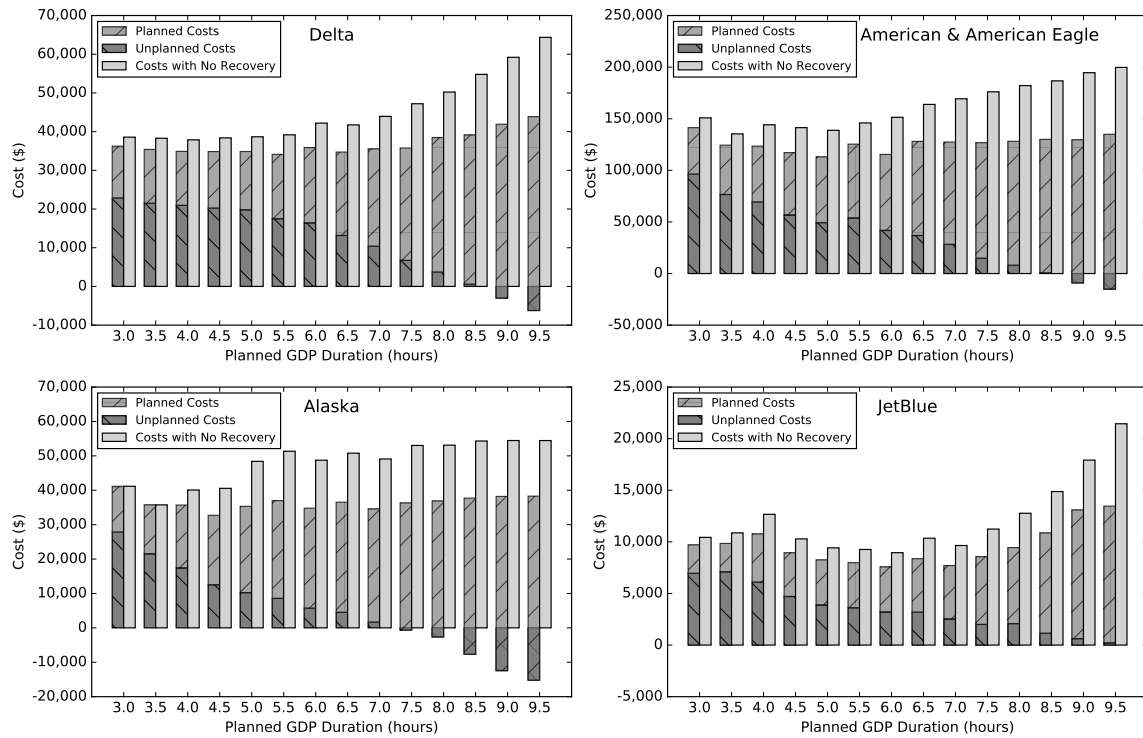 Delta
Planned Costs
Unplanned Costs
Costs with No Recovery
70,000
60,000
50,000
40,000
30,000
20,000
10,000
0
-10,000
Cost ($)
3.0 3.5 4.0 4.5 5.0 5.5 6.0 6.5 7.0 7.5 8.0 8.5 9.0 9.5
Planned GDP Duration (hours)
American & American Eagle
Planned Costs
Unplanned Costs
Costs with No Recovery
250,000
200,000
150,000
100,000
50,000
0
-50,000
Cost ($)
3.0 3.5 4.0 4.5 5.0 5.5 6.0 6.5 7.0 7.5 8.0 8.5 9.0 9.5
Planned GDP Duration (hours)
Alaska
Planned Costs
Unplanned Costs
Costs with No Recovery
70,000
60,000
50,000
40,000
30,000
20,000
10,000
0
-10,000
-20,000
Cost ($)
3.0 3.5 4.0 4.5 5.0 5.5 6.0 6.5 7.0 7.5 8.0 8.5 9.0 9.5
Planned GDP Duration (hours)
JetBlue
Planned Costs
Unplanned Costs
Costs with No Recovery
25,000
20,000
15,000
10,000
5,000
0
-5,000
Cost ($)
3.0 3.5 4.0 4.5 5.0 5.5 6.0 6.5 7.0 7.5 8.0 8.5 9.0 9.5
Planned GDP Duration (hours)